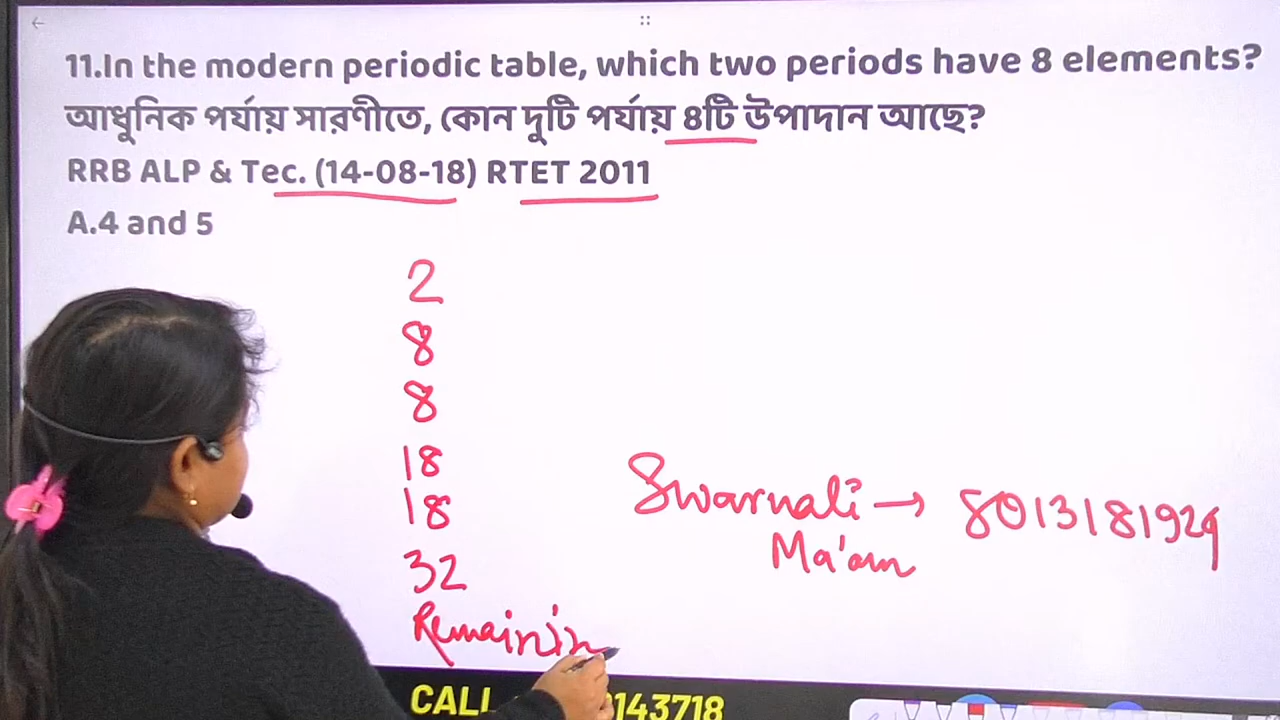 11.In the modern periodic table, which two periods have 8 elements?
আধুনিক পর্যায় সারণীতে, কোন দুটি পর্যায় 8টি উপাদান আছে?
RRB ALP & Tec. (14-08-18) RTET 2011
A.4 and 5
2
8
8
18
18
32
Remainin
Swarnali → 8013181929
Ma'am
CALL 143718